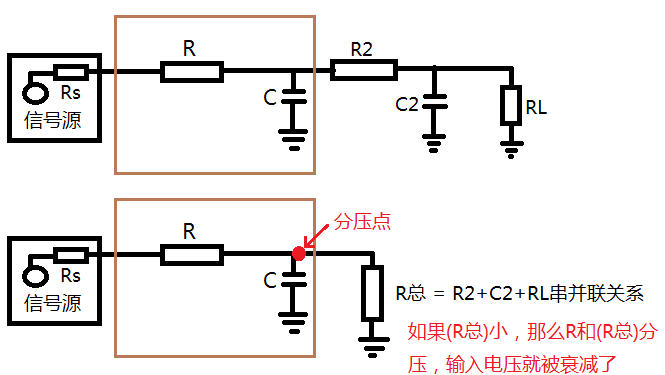 R
R2
Rs
C
C2
RL
信号源
分压点
R
Rs
C
信号源
R总 = R2+C2+RL串并联关系
如果(R总)小，那么R和(R总)分
压，输入电压就被衰减了